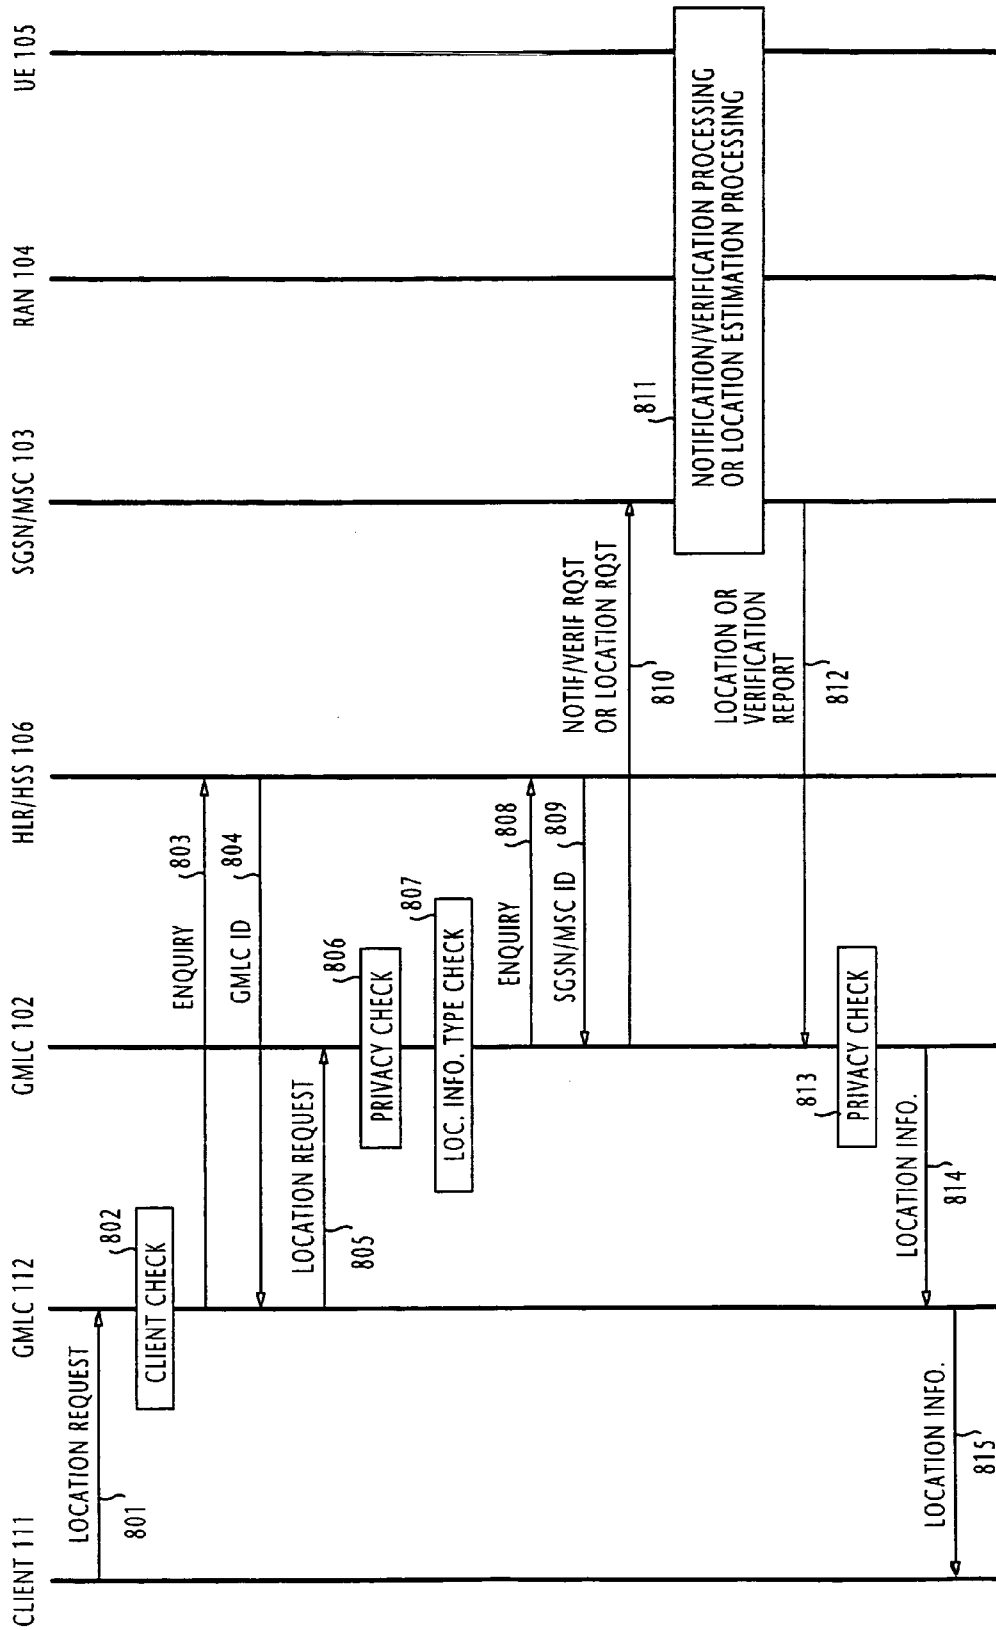 CLIENT 111
GMLC 112
GMLC 102
HLR/HSS 106
SGSN/MSC 103
RAN 104
UE 105
LOCATION REQUEST
801
802
CLIENT CHECK
ENQUIRY
803
GMLC ID
804
LOCATION REQUEST
805
806
PRIVACY CHECK
807
LOC. INFO. TYPE CHECK
ENQUIRY
808
SGSN/MSC ID
809
NOTIF/VERIF RQST
OR LOCATION RQST
810
811
NOTIFICATION/VERIFICATION PROCESSING
OR LOCATION ESTIMATION PROCESSING
LOCATION OR
VERIFICATION
REPORT
812
813
PRIVACY CHECK
LOCATION INFO.
814
LOCATION INFO.
815